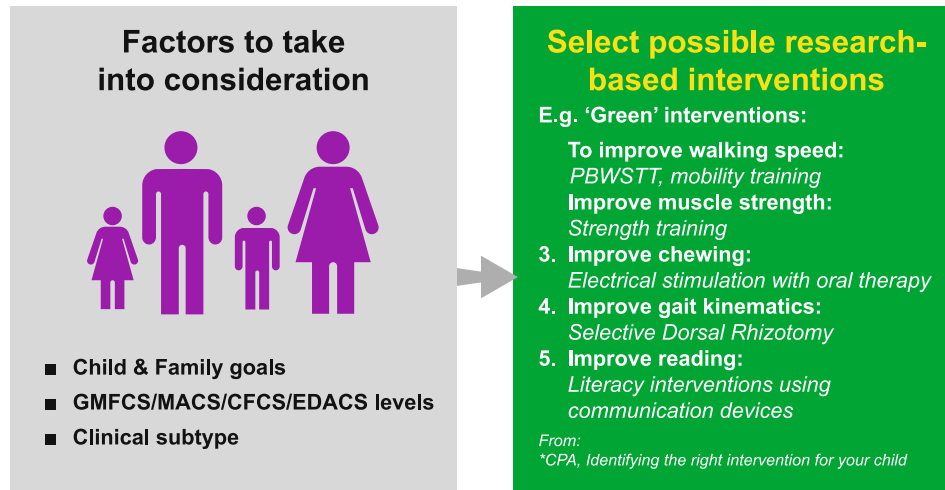 Factors to take
into consideration
■ Child & Family goals
■ GMFCS/MACS/CFCS/EDACS levels
■ Clinical subtype
Select possible research-
based interventions
E.g. ‘Green’ interventions:
To improve walking speed:
PBWSTT, mobility training
Improve muscle strength:
Strength training
3. Improve chewing:
Electrical stimulation with oral therapy
4. Improve gait kinematics:
Selective Dorsal Rhizotomy
5. Improve reading:
Literacy interventions using
communication devices
From:
*CPA, Identifying the right intervention for your child